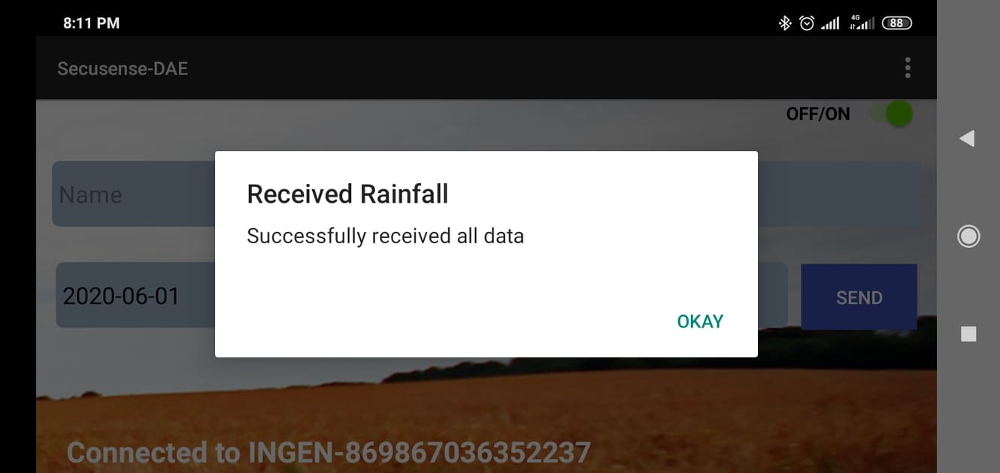 8:11 PM
4G
88
Secusense-DAE
OFF/ON
Name
Received Rainfall
Successfully received all data
2020-06-01
SEND
OKAY
Connected to INGEN-869867036352237